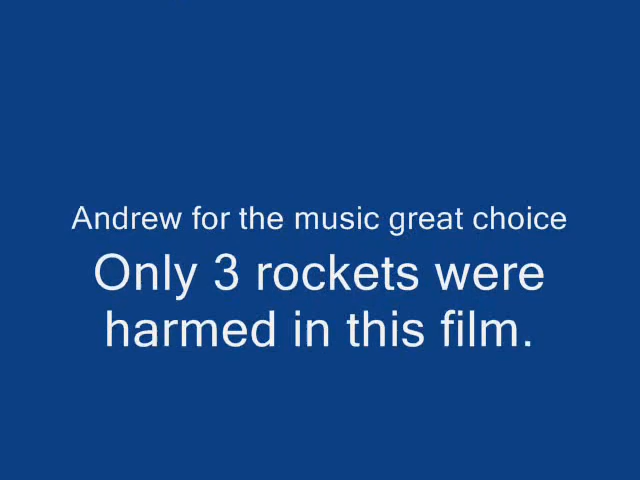 Andrew for the music great choice
Only 3 rockets were
harmed in this film.